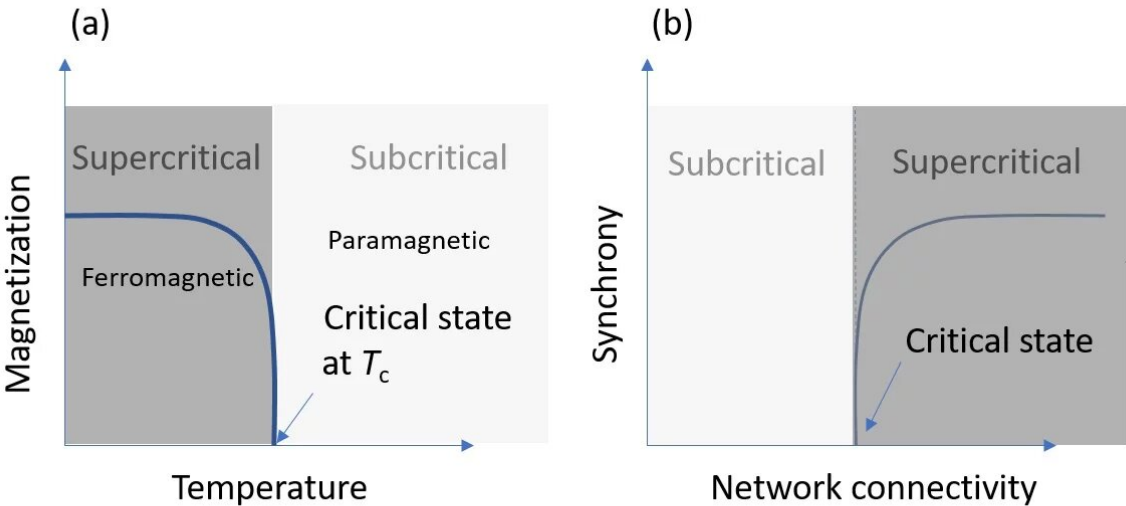 (a)
Supercritical
Subcritical
Magnetization
Paramagnetic
Ferromagnetic
Critical state
at Tc
Temperature
(b)
Subcritical
Supercritical
Synchrony
Critical state
Network connectivity